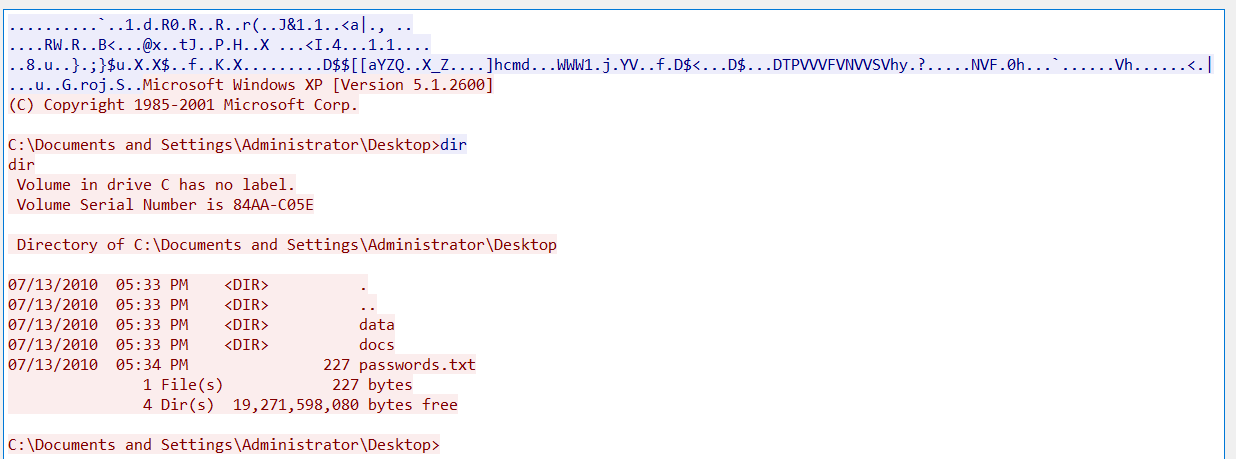 ..........`..1.d.R0.R..R..r(..J&1.1..<a|., ..
....RW.R..B<...@x..tJ..P.H..X ...<I.4...1.1....
..8.u..}.;}$u.X.X$..f..K.X.........D$$[[aYZQ..X_Z....]hcmd...WWW1.j.YV..f.D$<...D$...DTPVVVFVNVVSVhy.?.....NVF.0h...`......Vh......<.|
...u..G.roj.S..Microsoft Windows XP [Version 5.1.2600]
(C) Copyright 1985-2001 Microsoft Corp.
C:\Documents and Settings\Administrator\Desktop>dir
dir
Volume in drive C has no label.
Volume Serial Number is 84AA-C05E
Directory of C:\Documents and Settings\Administrator\Desktop
07/13/2010  05:33 PM    <DIR>          .
07/13/2010  05:33 PM    <DIR>          ..
07/13/2010  05:33 PM    <DIR>          data
07/13/2010  05:33 PM    <DIR>          docs
07/13/2010  05:34 PM               227 passwords.txt
1 File(s)            227 bytes
4 Dir(s)  19,271,598,080 bytes free
C:\Documents and Settings\Administrator\Desktop>